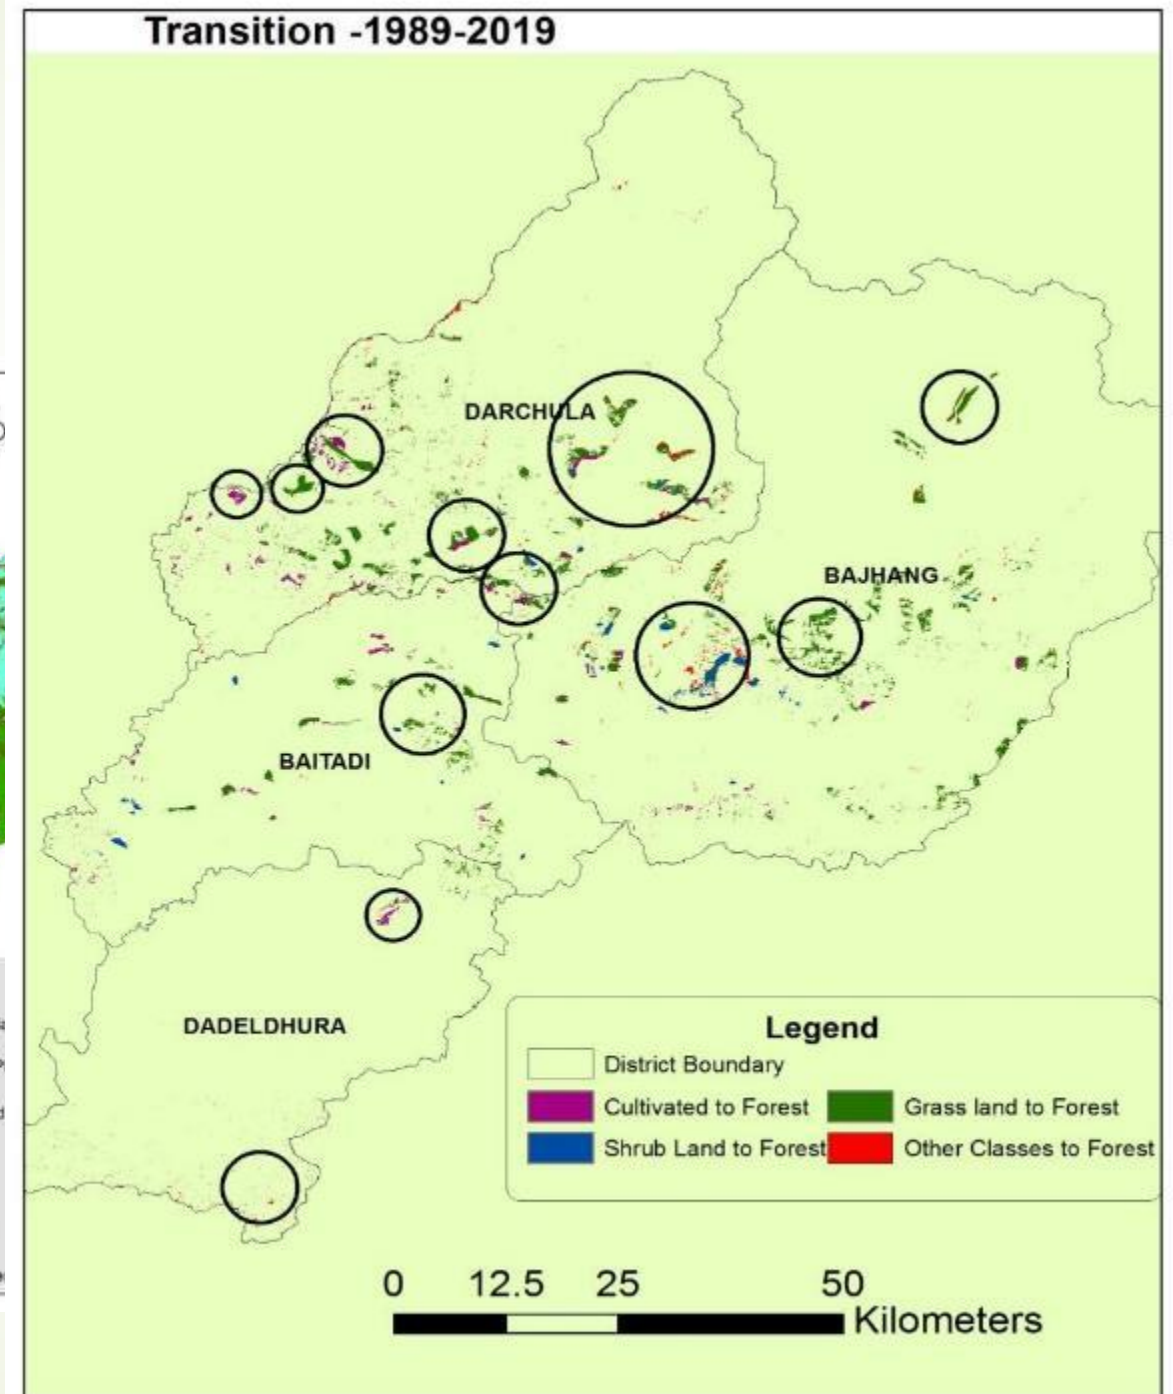 Transition -1989-2019
DARCHULA
BAJHANG
BAITADI
DADELDHURA
Legend
District Boundary
Cultivated to Forest
Grass land to Forest
Shrub Land to Forest
Other Classes to Forest
0 12.5 25 50
Kilometers